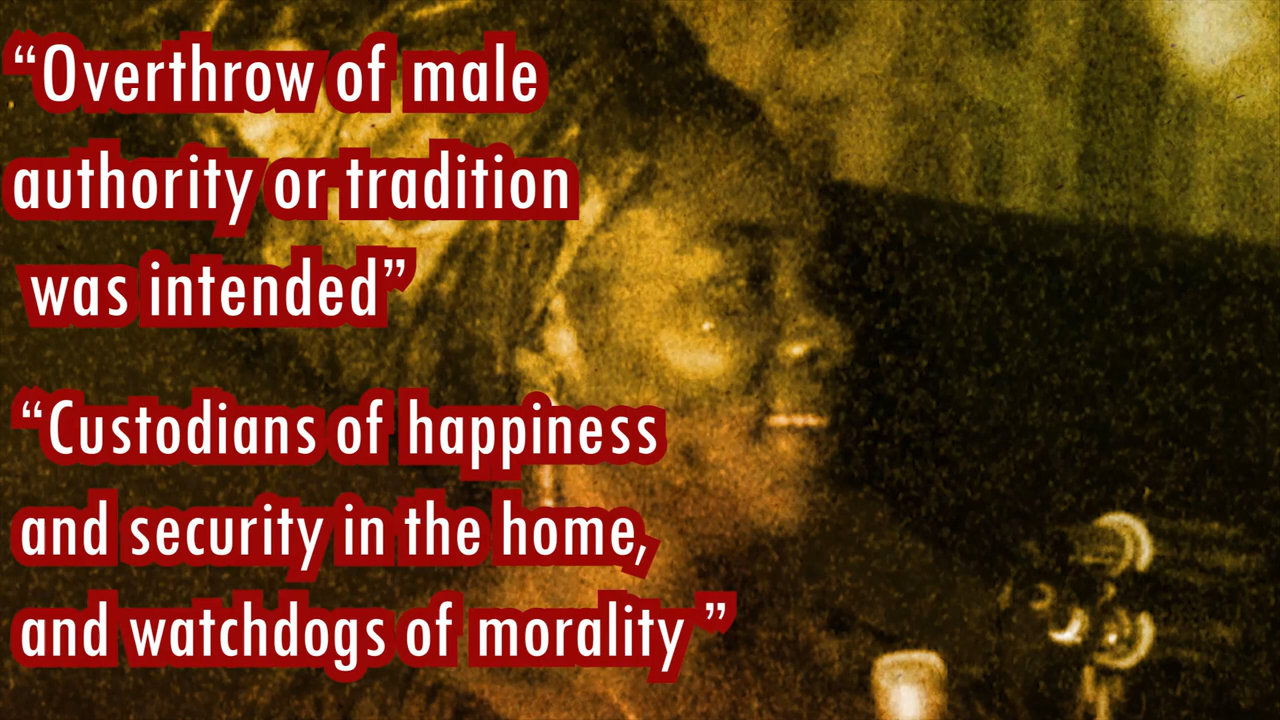 “Overthrow of male
authority or tradition
was intended”
“Custodians of happiness
and security in the home,
and watchdogs of morality ”